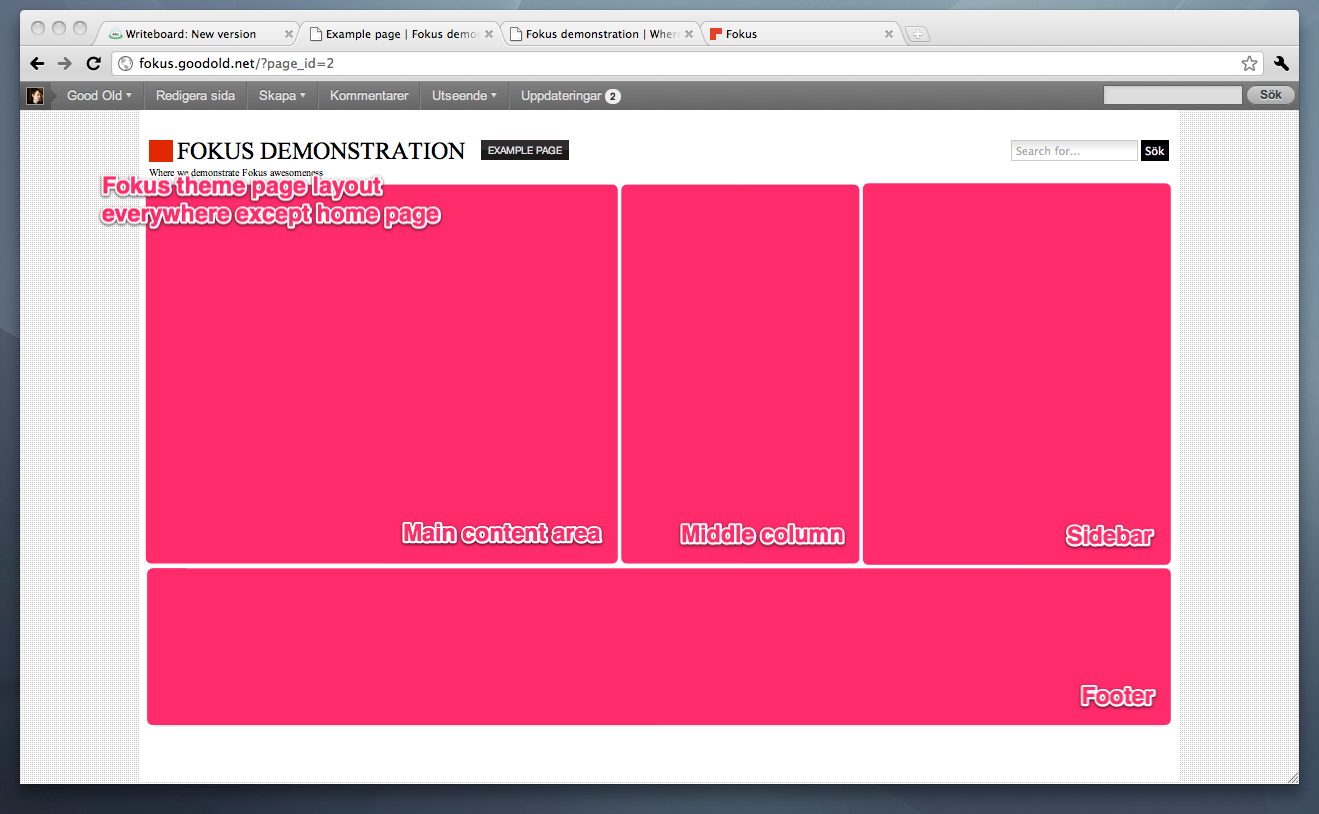 Writeboard: New version
Example page | Fokus demo
Fokus demonstration | Wher
Fokus
fokus.goodold.net/?page_id=2
Good Old
Redigera sida
Skapa
Kommentarer
Utseende
Uppdateringar 2
Sök
FOKUS DEMONSTRATION
EXAMPLE PAGE
Search for...
Sök
Where we demonstrate Fokus awesomeness
Fokus theme page layout
everywhere except home page
Main content area
Middle column
Sidebar
Footer